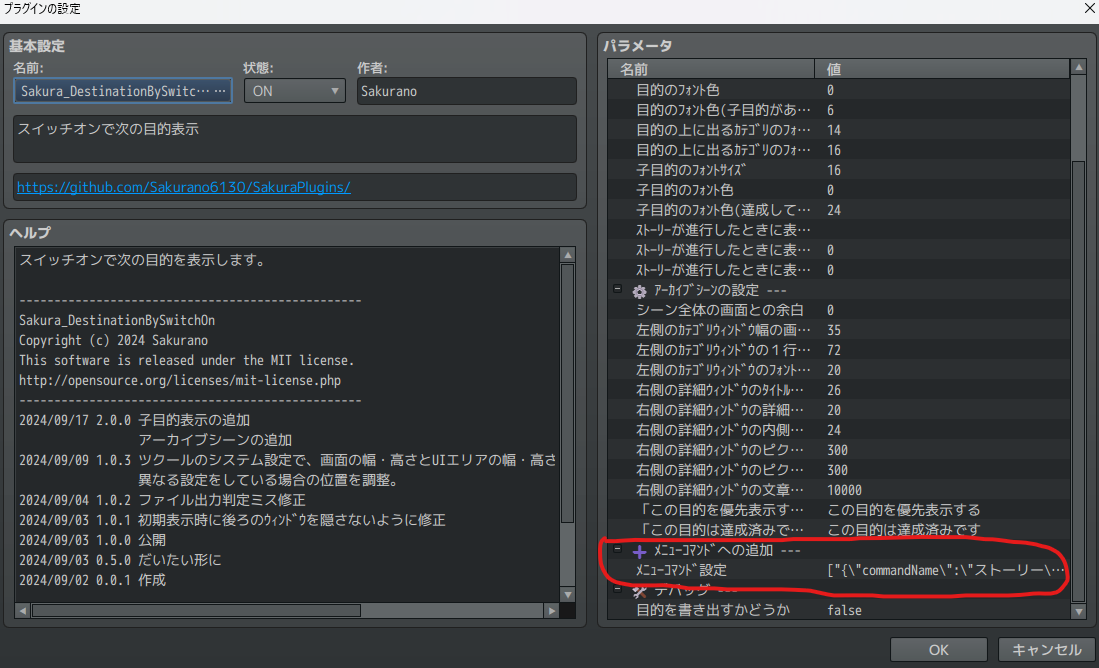 プラグインの設定
基本設定
名前:
状態:
作者:
Sakura_DestinationBySwitc… …
ON
Sakurano
スイッチオンで次の目的表示
https://github.com/Sakurano6130/SakuraPlugins/
ヘルプ
スイッチオンで次の目的を表示します。
---------------------------------------------
Sakura_DestinationBySwitchOn
Copyright (c) 2024 Sakurano
This software is released under the MIT license.
http://opensource.org/licenses/mit-license.php
---------------------------------------------
2024/09/17 2.0.0 子目的表示の追加
アーカイブシーンの追加
2024/09/09 1.0.3 ツクールのシステム設定で、画面の幅・高さとUIエリアの幅・高さ
異なる設定をしている場合の位置を調整。
2024/09/04 1.0.2 ファイル出力判定ミス修正
2024/09/03 1.0.1 初期表示時に後ろのｳｨﾝﾄﾞｳを隠さないように修正
2024/09/03 1.0.0 公開
2024/09/03 0.5.0 だいたい形に
2024/09/02 0.0.1 作成
パラメータ
名前 値
目的のﾌｫﾝﾄ色 0
目的のﾌｫﾝﾄ色(子目的があ… 6
目的の上に出るｶﾃｺﾞﾘのﾌｫ… 14
目的の上に出るｶﾃｺﾞﾘのﾌｫ… 16
子目的のﾌｫﾝﾄｻｲｽﾞ 16
子目的のﾌｫﾝﾄ色 0
子目的のﾌｫﾝﾄ色(達成して… 24
ｽﾄｰﾘｰが進行したときに表…
ｽﾄｰﾘｰが進行したときに表… 0
ｽﾄｰﾘｰが進行したときに表… 0
ｱｰｶｲﾌﾞｼｰﾝの設定 ---
シーン全体の画面との余白 0
左側のｶﾃｺﾞﾘｳｨﾝﾄﾞｳ幅の画… 35
左側のｶﾃｺﾞﾘｳｨﾝﾄﾞｳの１行… 72
左側のｶﾃｺﾞﾘｳｨﾝﾄﾞｳのﾌｫﾝﾄ… 20
右側の詳細ｳｨﾝﾄﾞｳのﾀｲﾄﾙ… 26
右側の詳細ｳｨﾝﾄﾞｳの詳細… 20
右側の詳細ｳｨﾝﾄﾞｳの内側… 24
右側の詳細ｳｨﾝﾄﾞｳのピク… 300
右側の詳細ｳｨﾝﾄﾞｳのピク… 300
右側の詳細ｳｨﾝﾄﾞｳの文章… 10000
「この目的を優先表示す… この目的を優先表示する
「この目的は達成済みで… この目的は達成済みです
ﾒﾆｭｰｺﾏﾝﾄﾞへの追加 ---
ﾒﾆｭｰｺﾏﾝﾄﾞ設定 ["{\"commandName\":\"ストーリー\…
デバッグ ---
目的を書き出すかどうか false
OK
キャンセル